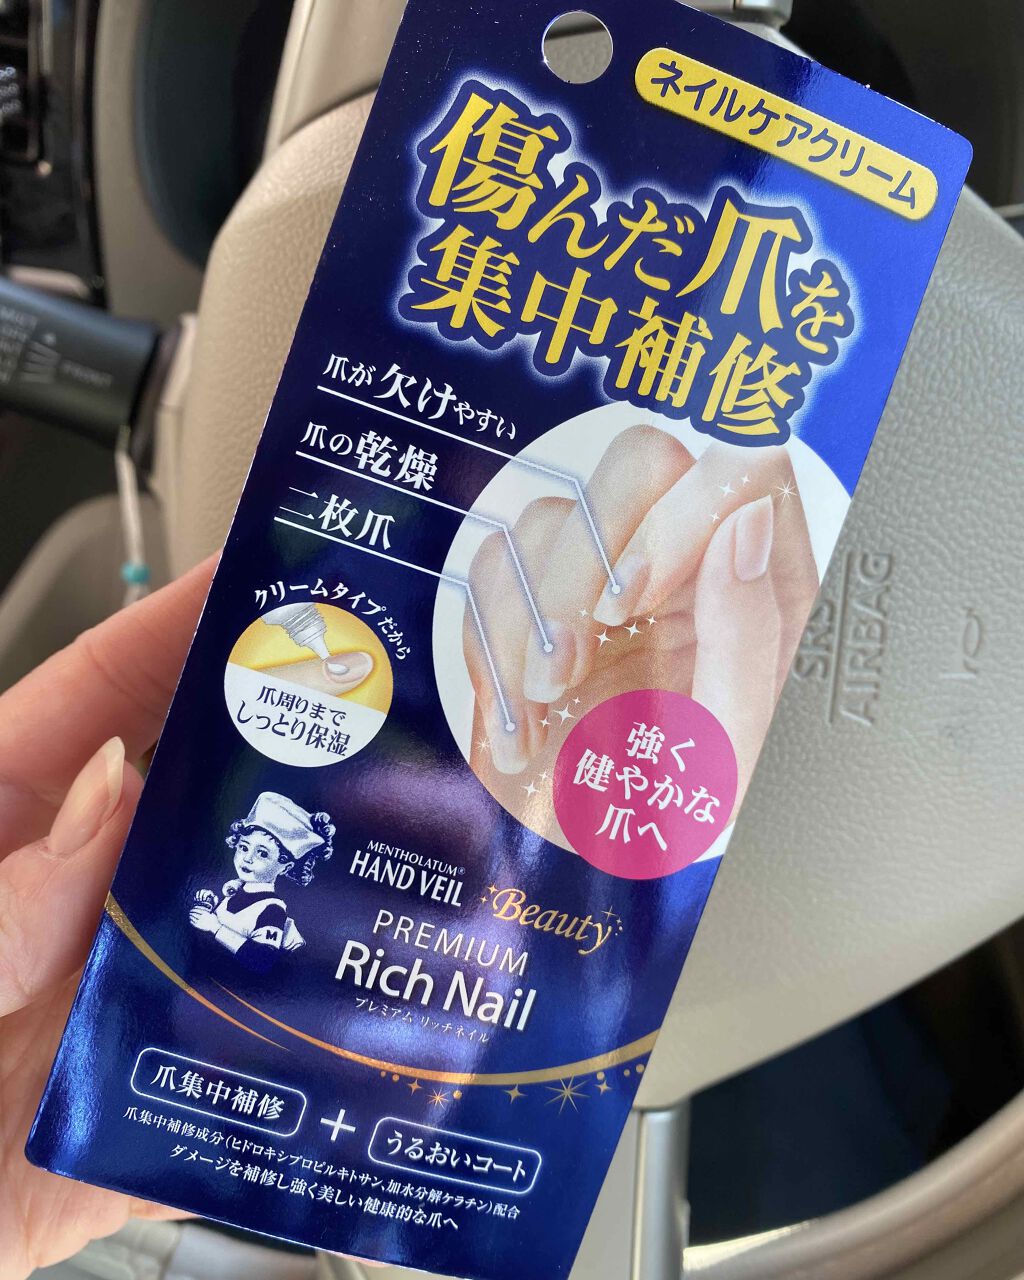 ネイルケアクリーム
傷んだ爪を
集中補修
爪が欠けやすい
爪の乾燥
二枚爪
クリームタイプだから
爪周りまで
しっとり保湿
強く
健やかな
爪へ
MENTHOLATUM®
HAND VEIL
Beauty
PREMIUM
Rich Nail
プレミアム リッチネイル
M
爪集中補修
+
うるおいコート
爪集中補修成分(ヒドロキシプロピルキトサン、加水分解ケラチン)配合
ダメージを補修し強く美しい健康的な爪へ
SRS
AIRBAG
MIST
FRONT